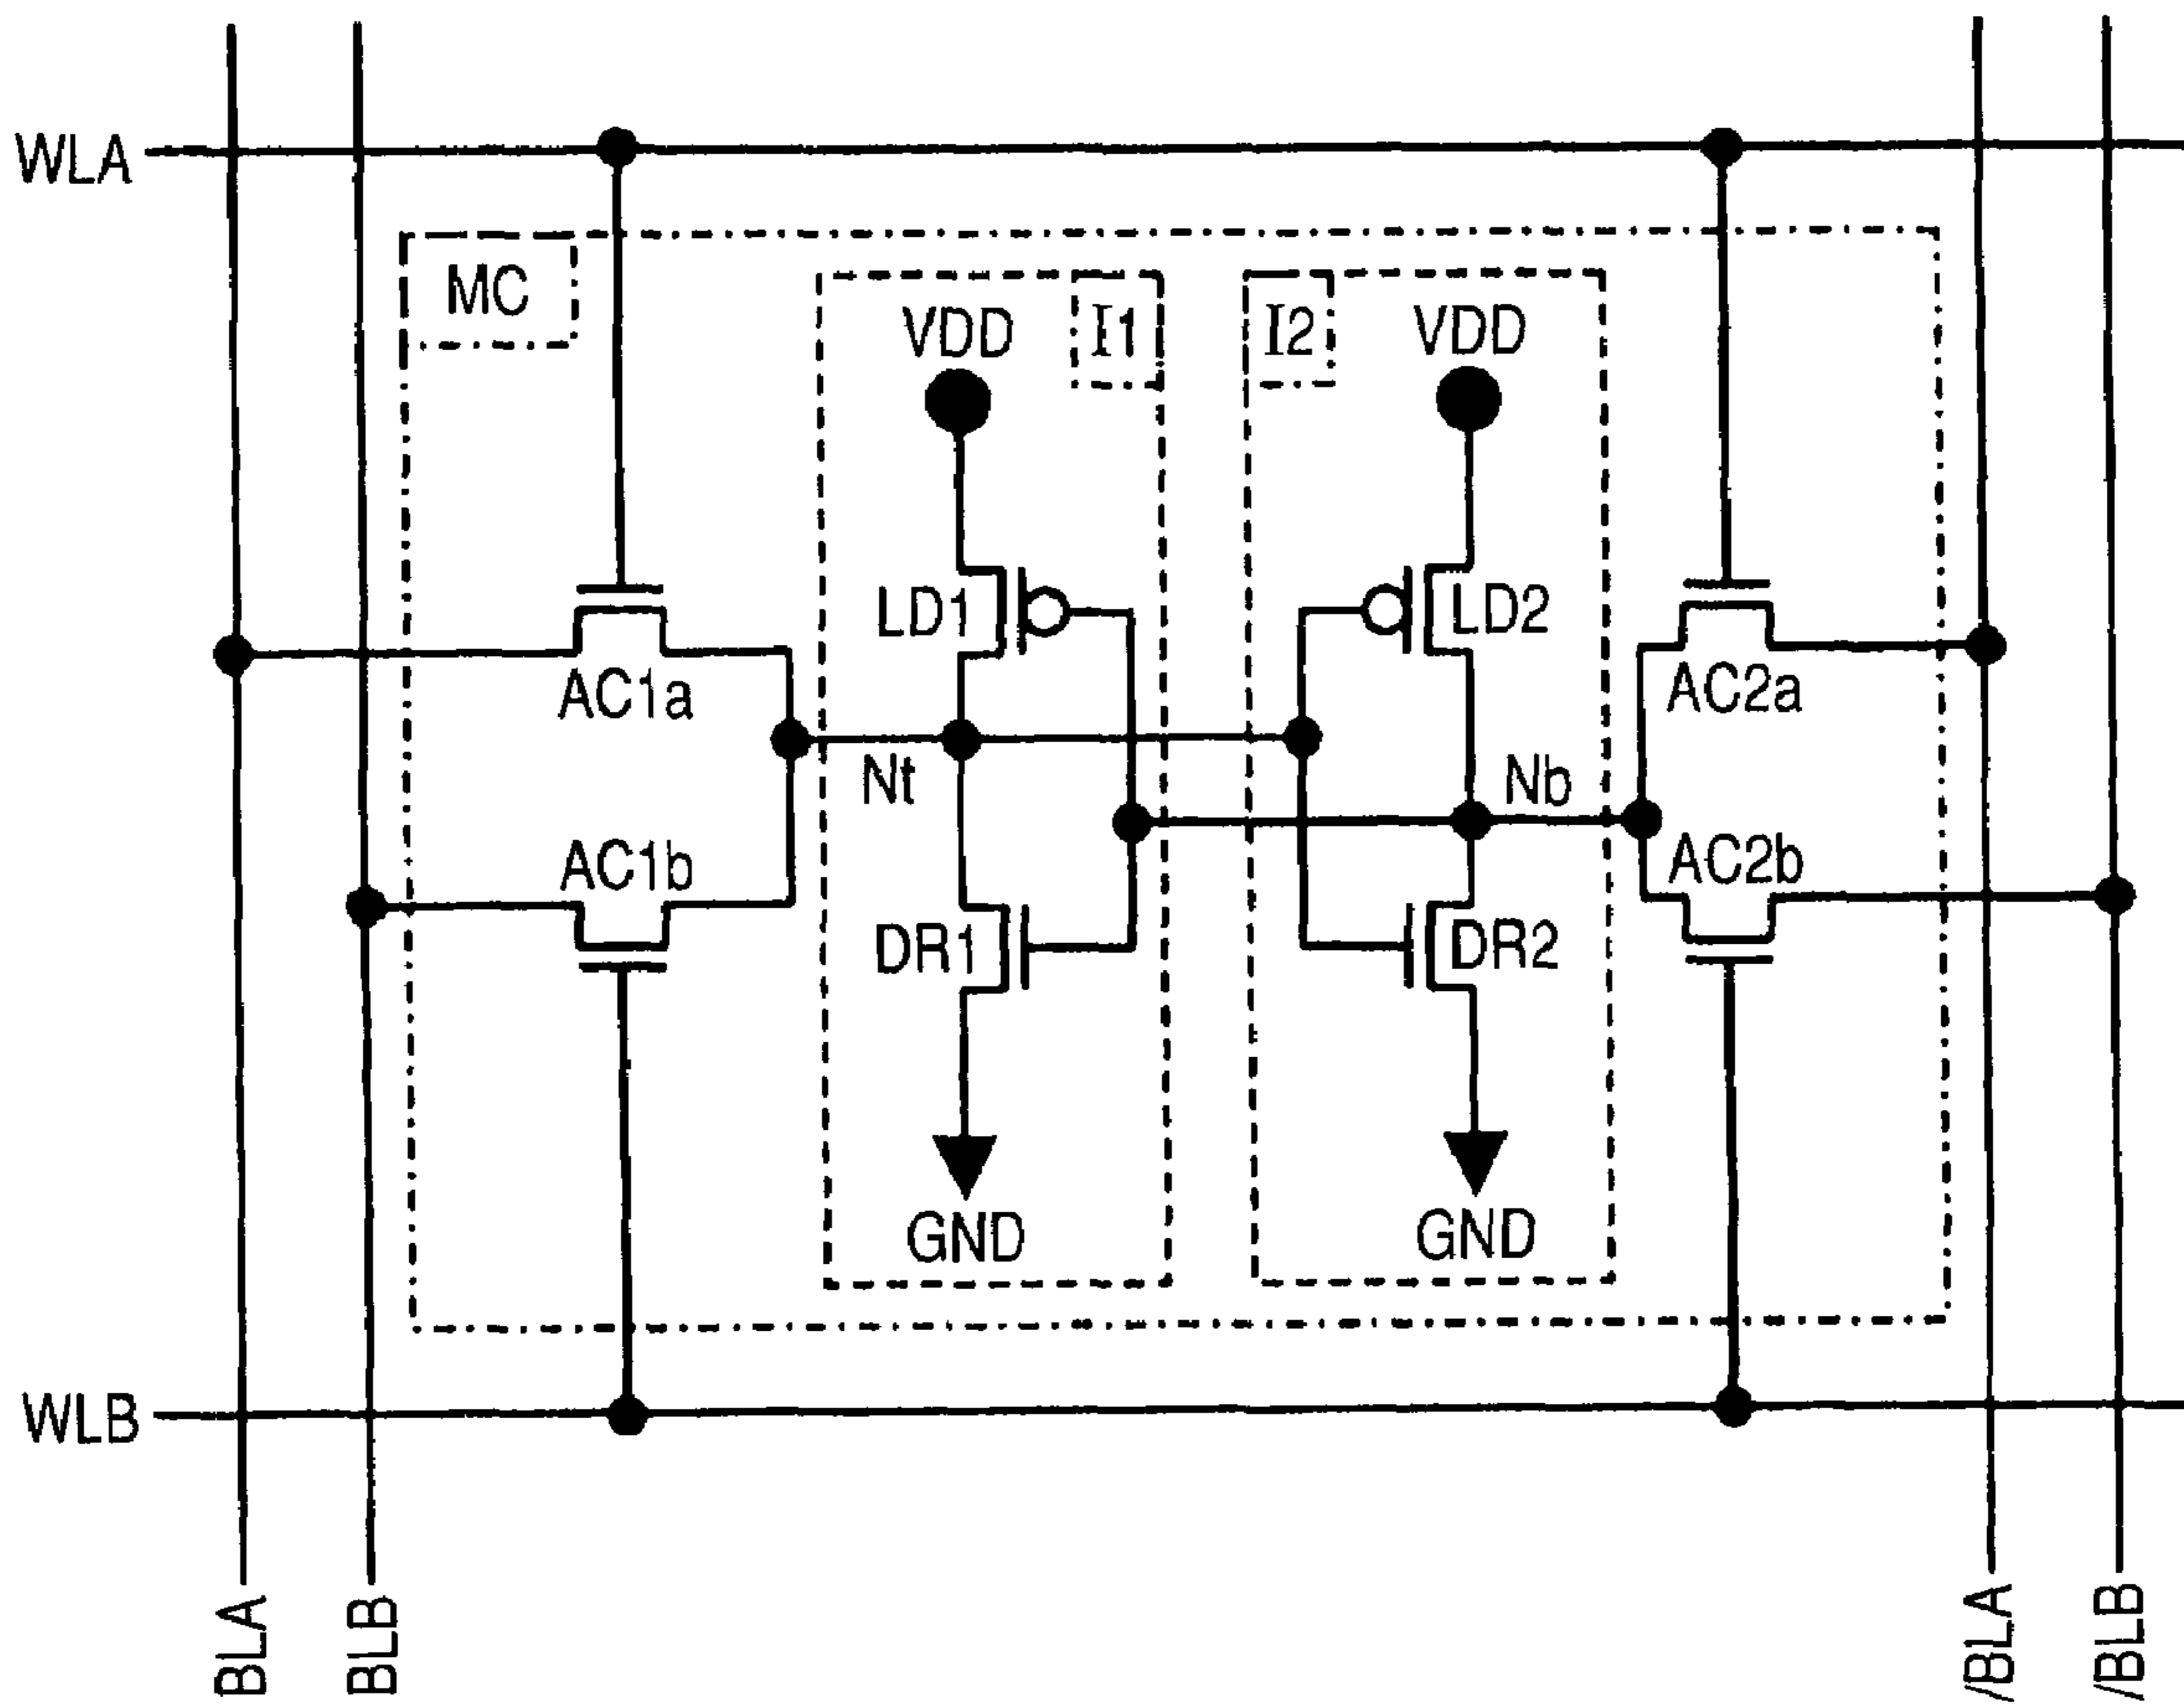 WLA
MC
VDD
I1
I2
VDD
LD1
LD2
AC1a
AC2a
Nt
Nb
AC1b
AC2b
DR1
DR2
GND
GND
WLB
BLA
BLB
/BLA
/BLB